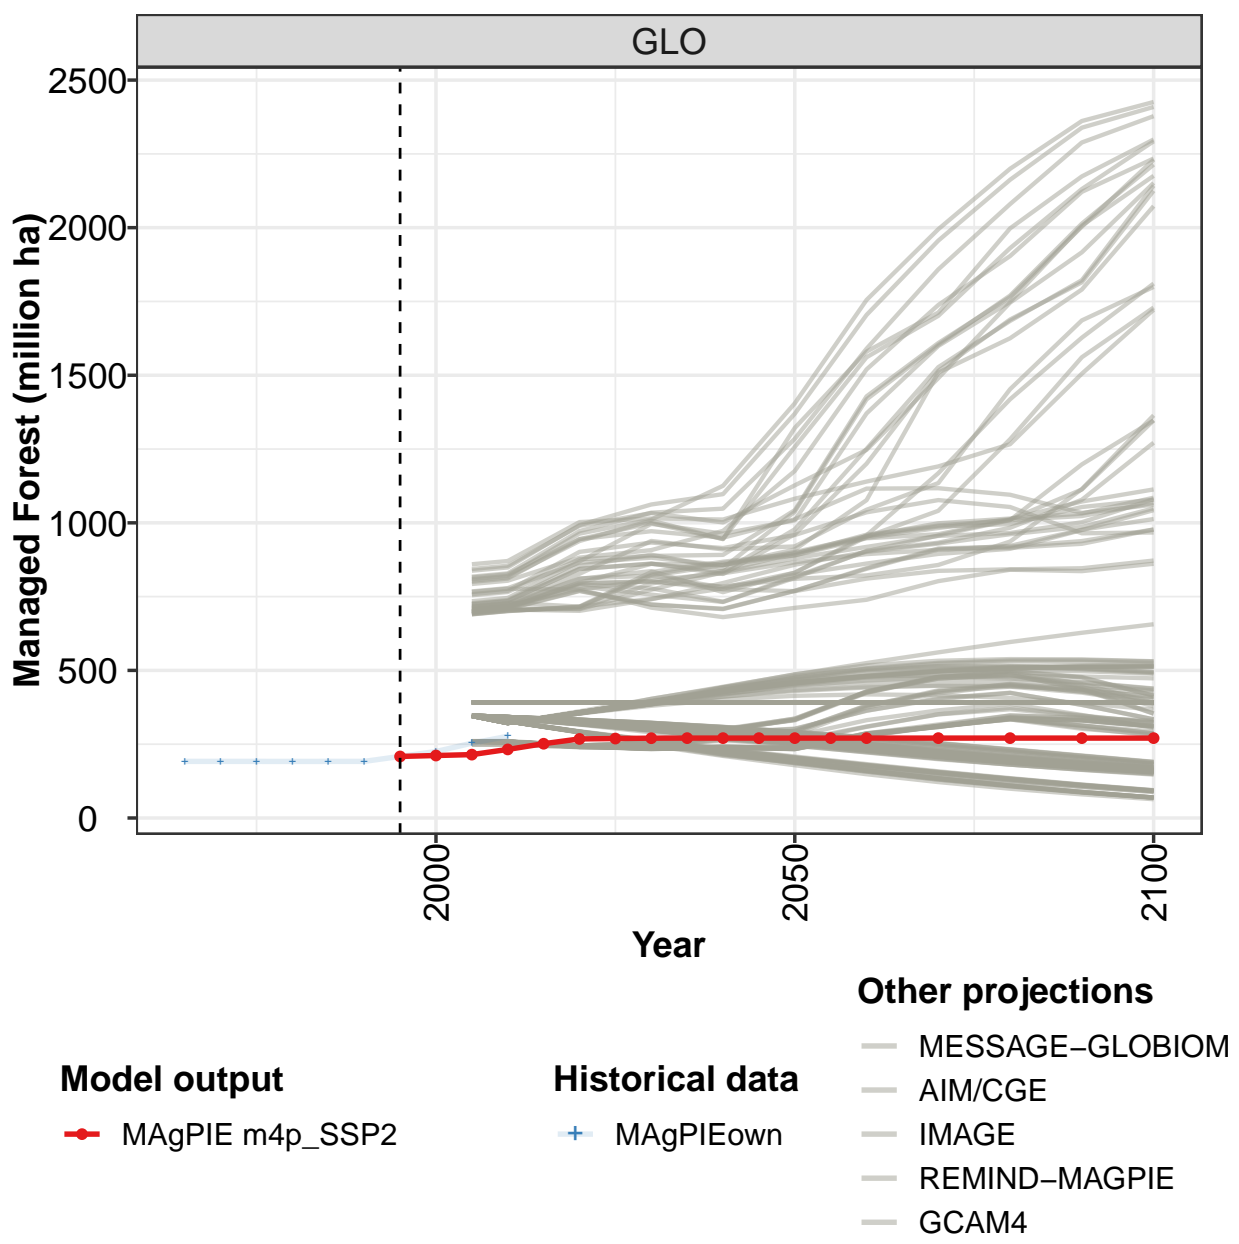 GLO
Managed Forest (million ha)
2500
2000
1500
1000
500
0
2000
2050
2100
Year
Model output
MAgPIE m4p_SSP2
Historical data
MAgPIEown
Other projections
MESSAGE−GLOBIOM
AIM/CGE
IMAGE
REMIND−MAGPIE
GCAM4